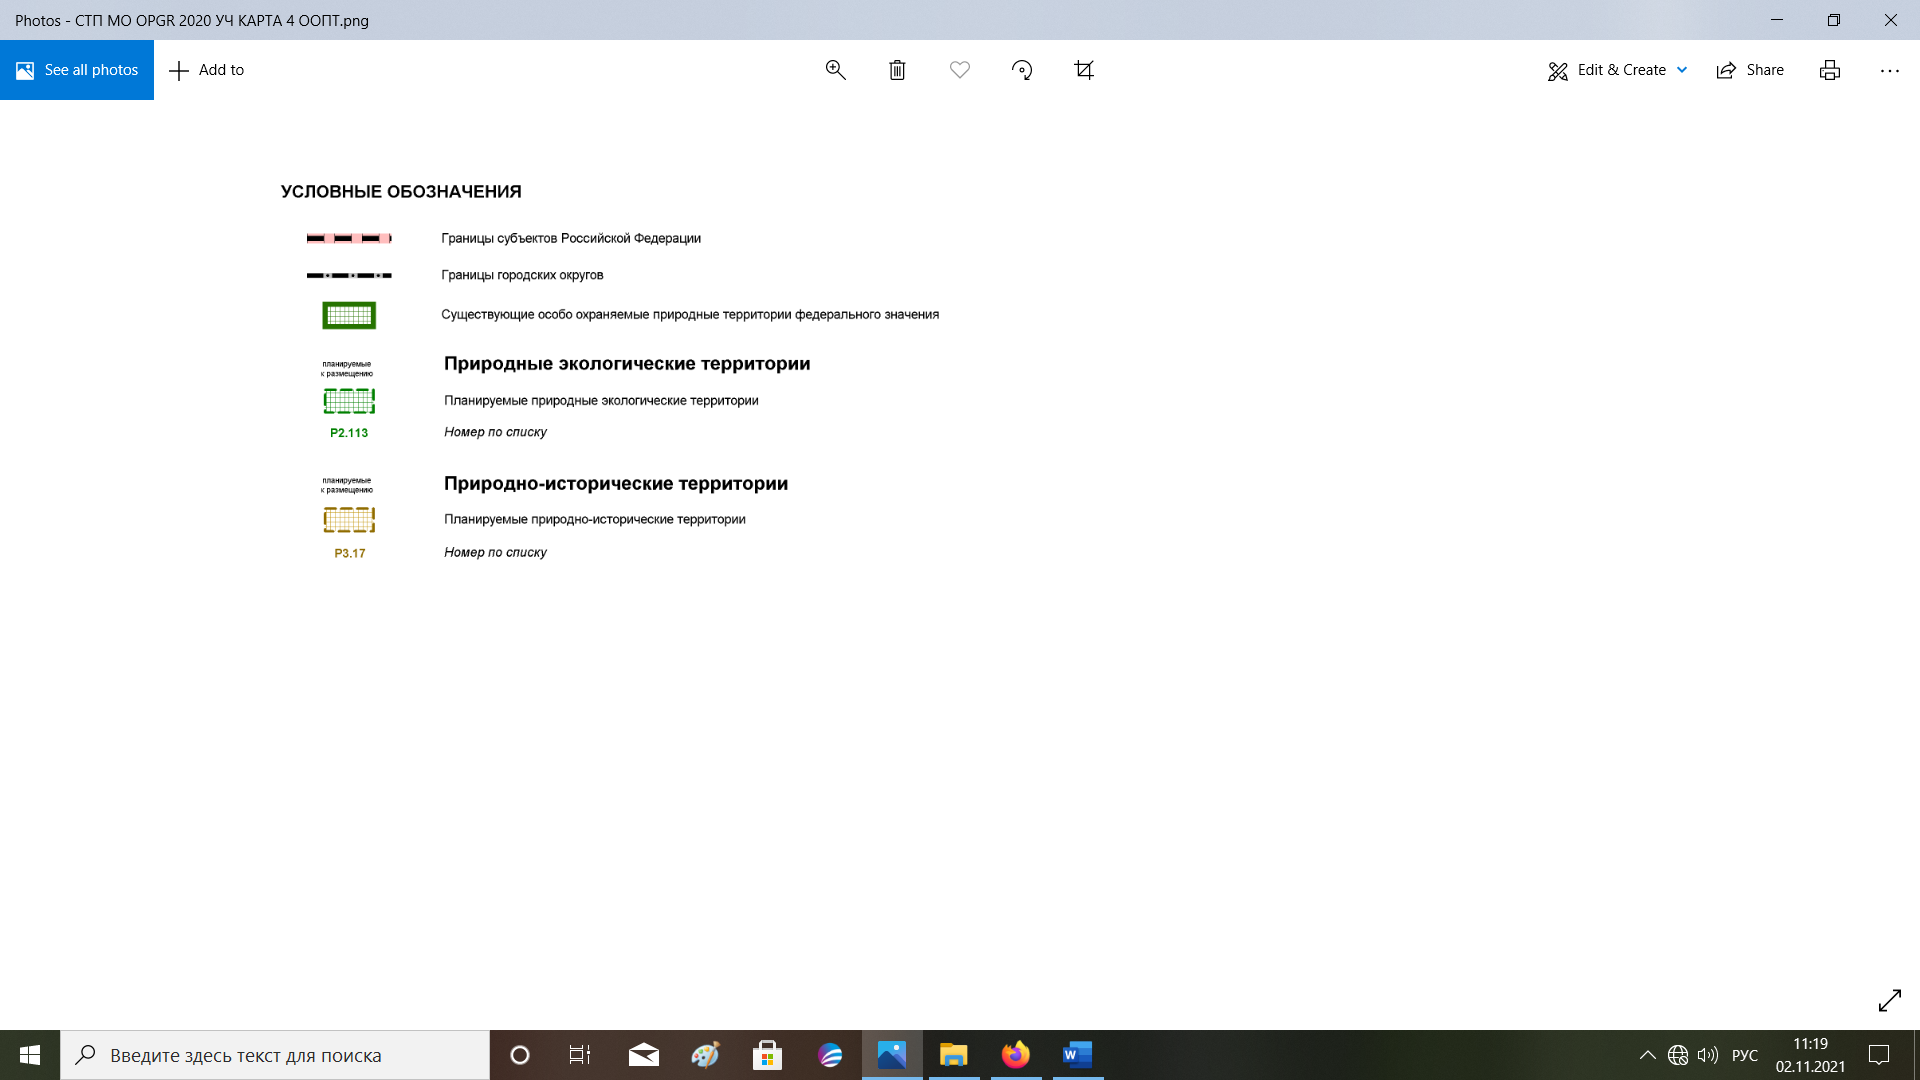 Photos - СТП МО OPGR 2020 УЧ КАРТА 4 ООПТ.png
See all photos
Add to
Edit & Create
Share
УСЛОВНЫЕ ОБОЗНАЧЕНИЯ
Границы субъектов Российской Федерации
Границы городских округов
Существующие особо охраняемые природные территории федерального значения
планируемые
к размещению
Природные экологические территории
Планируемые природные экологические территории
Р2.113
Номер по списку
планируемые
к размещению
Природно-исторические территории
Планируемые природно-исторические территории
Р3.17
Номер по списку
Введите здесь текст для поиска
W
РУС
11:19
02.11.2021